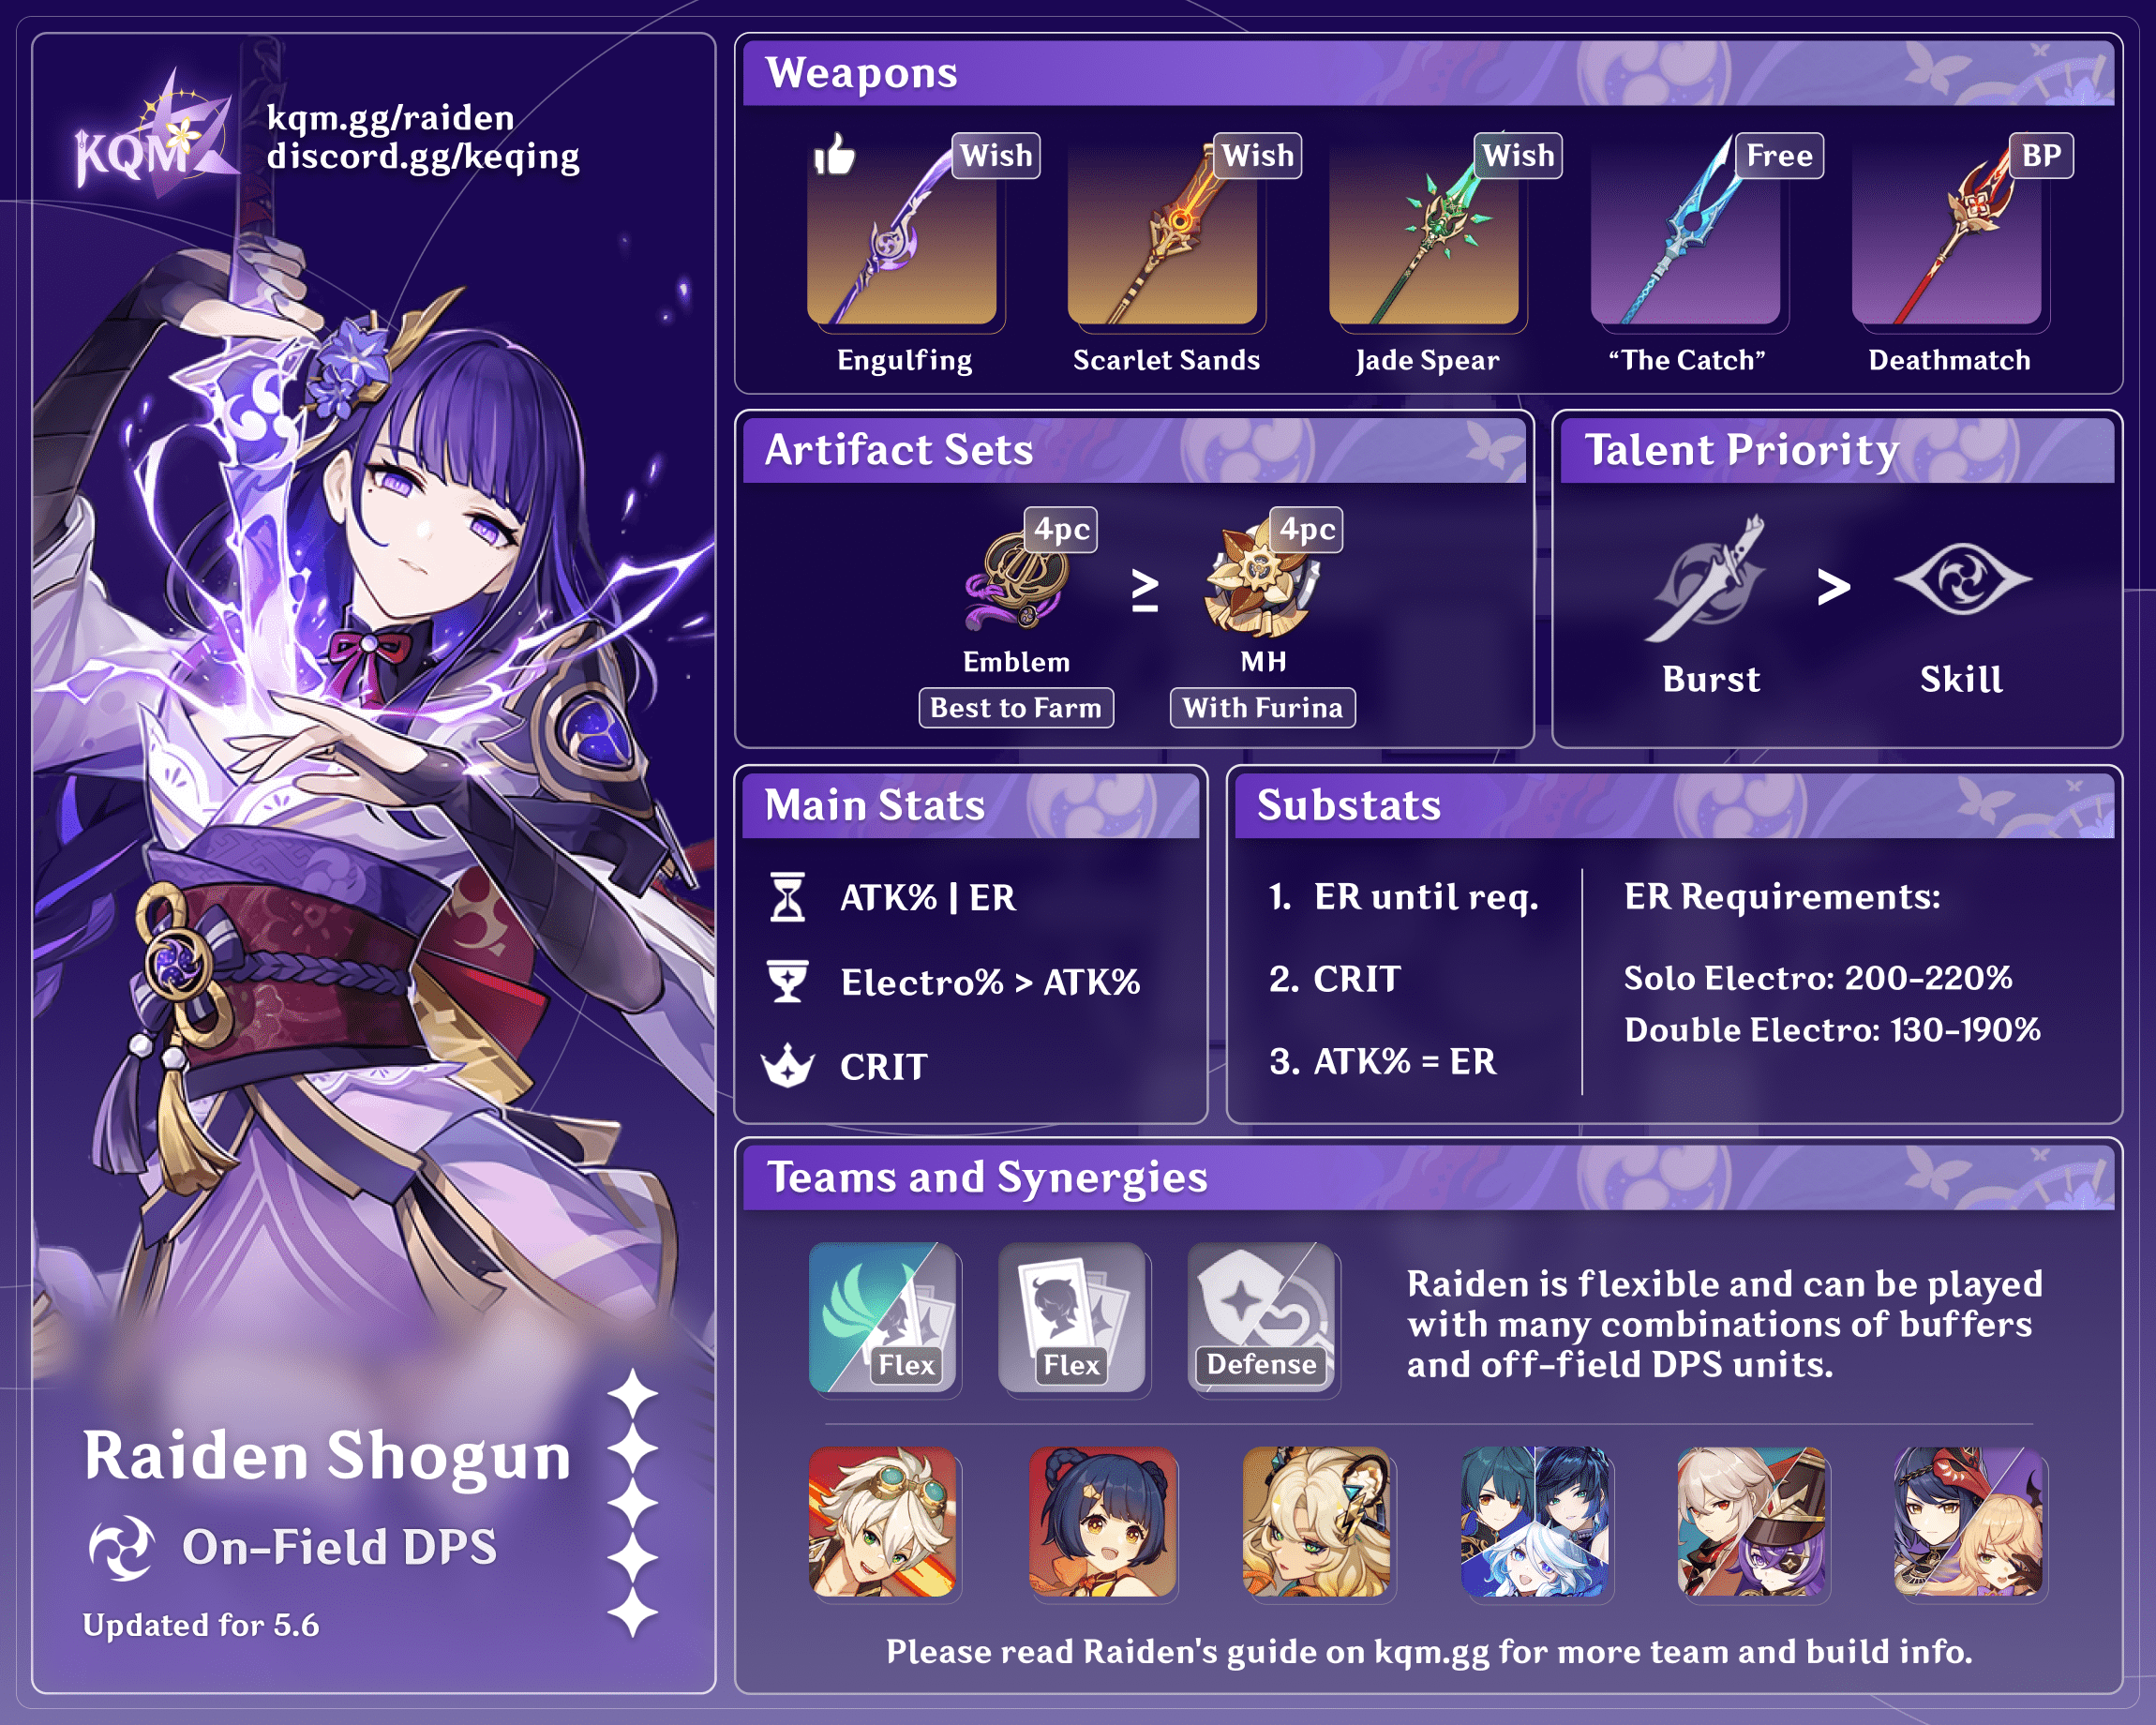 KQM
kqm.gg/raiden
discord.gg/keqing
Raiden Shogun
On-Field DPS
Updated for 5.6
Weapons
Wish
Wish
Wish
Free
BP
Engulfing
Scarlet Sands
Jade Spear
“The Catch”
Deathmatch
Artifact Sets
4pc
≥
4pc
Emblem
MH
Best to Farm
With Furina
Talent Priority
>
Burst
Skill
Main Stats
ATK% | ER
Electro% > ATK%
CRIT
Substats
1. ER until req.
2. CRIT
3. ATK% = ER
ER Requirements:
Solo Electro: 200-220%
Double Electro: 130-190%
Teams and Synergies
Flex
Flex
Defense
Raiden is flexible and can be played
with many combinations of buffers
and off-field DPS units.
Please read Raiden's guide on kqm.gg for more team and build info.